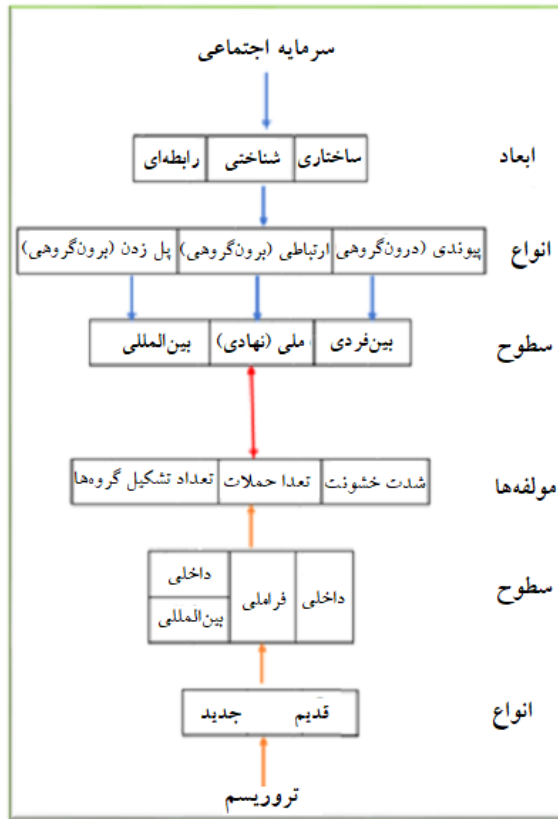 سرمایه اجتماعی
ابعاد
ساختاری
شناختی
رابطه‌ای
انواع
پیوندی (درون‌گروهی
ارتباطی (برون‌گروهی)
پل زدن (برون‌گروهی)
سطوح
بین‌فردی
ملی (نهادی)
بین‌المللی
مولفه‌ها
شدت خشونت
تعدا حملات
تعداد تشکیل گروه‌ها
سطوح
داخلی
فراملی
داخلی
بین‌المللی
انواع
قدیم
جدید
تروریسم